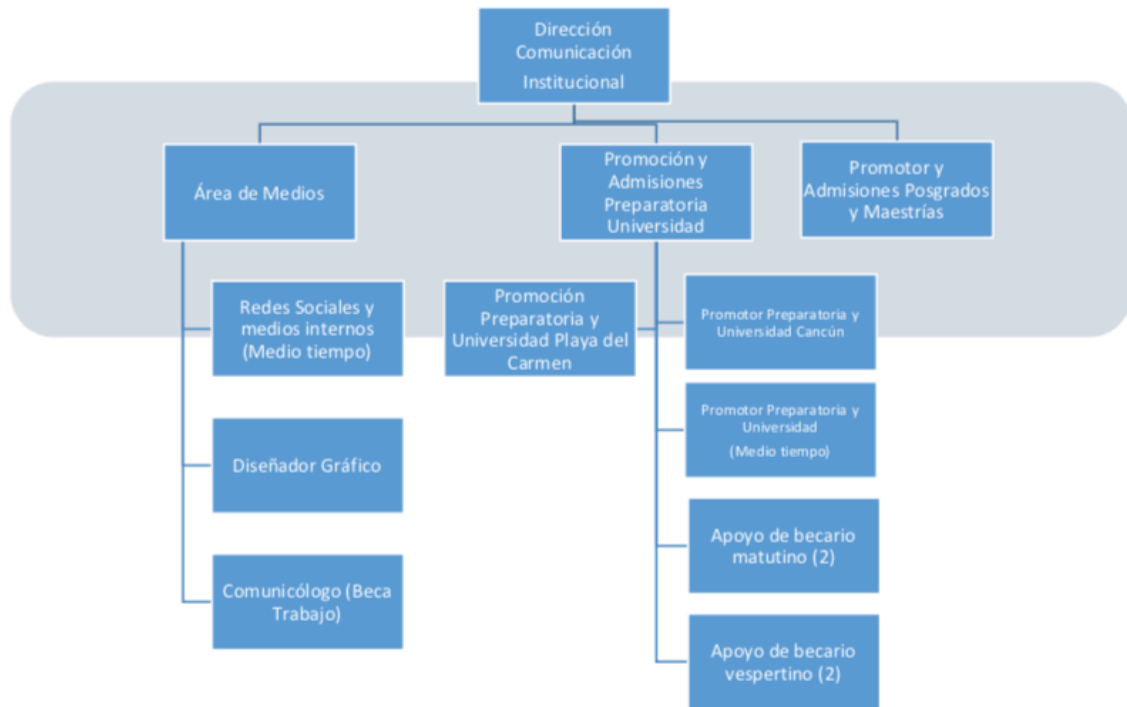 Dirección
Comunicación
Institucional
Área de Medios
Promoción y
Admisiones
Preparatoria
Universidad
Promotor y
Admisiones Posgrados
y Maestrías
Redes Sociales y
medios internos
(Medio tiempo)
Promoción
Preparatoria y
Universidad Playa del
Carmen
Promotor Preparatoria y
Universidad Cancún
Promotor Preparatoria y
Universidad
(Medio tiempo)
Diseñador Gráfico
Apoyo de becario
matutino (2)
Comunicólogo (Beca
Trabajo)
Apoyo de becario
vespertino (2)